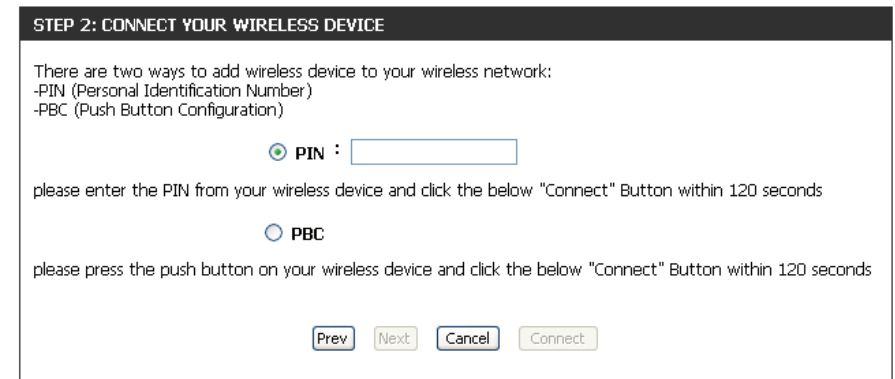 STEP 2: CONNECT YOUR WIRELESS DEVICE
There are two ways to add wireless device to your wireless network:
-PIN (Personal Identification Number)
-PBC (Push Button Configuration)
PIN :
please enter the PIN from your wireless device and click the below "Connect" Button within 120 seconds
PBC
please press the push button on your wireless device and click the below "Connect" Button within 120 seconds
Prev Next Cancel Connect